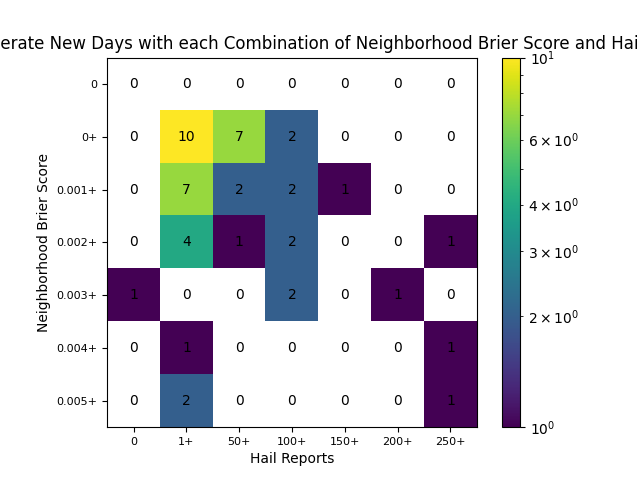 erate New Days with each Combination of Neighborhood Brier Score and Hai
0 0 0 0 0 0 0 0
0+ 0 10 7 2 0 0 0
0.001+ 0 7 2 2 1 0 0
0.002+ 0 4 1 2 0 0 1
0.003+ 1 0 0 2 0 1 0
0.004+ 0 1 0 0 0 0 1
0.005+ 0 2 0 0 0 0 1
0 1+ 50+ 100+ 150+ 200+ 250+
Hail Reports
Neighborhood Brier Score
10¹
6 × 10⁰
4 × 10⁰
3 × 10⁰
2 × 10⁰
10⁰